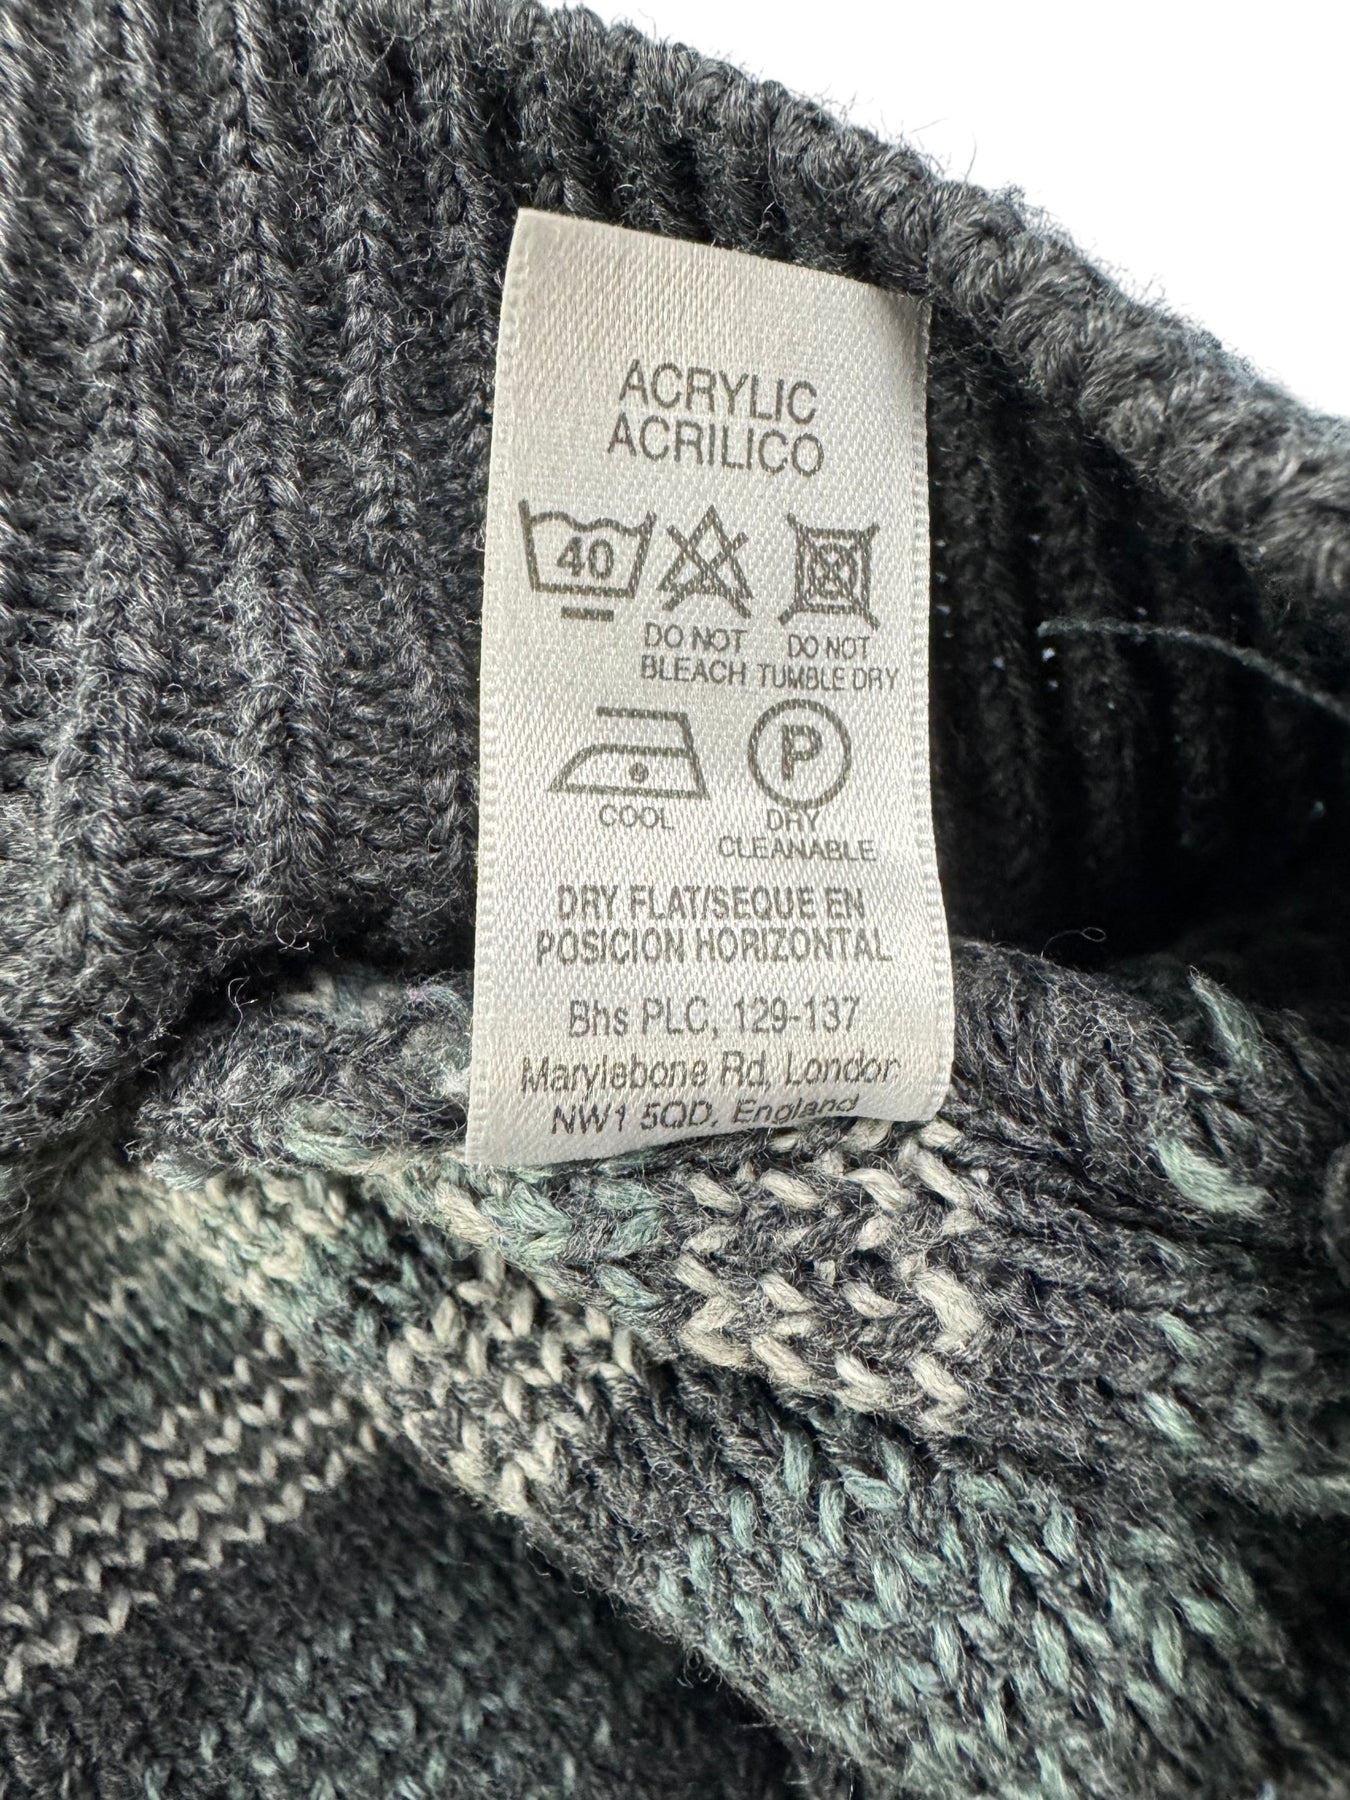 ACRYLIC
ACRILICO
40
DO NOT BLEACH
DO NOT TUMBLE DRY
COOL
P
DRY CLEANABLE
DRY FLAT/SEQUE EN
POSICION HORIZONTAL
Bhs PLC, 129-137
Marylebone Rd, London
NW1 5QD, England